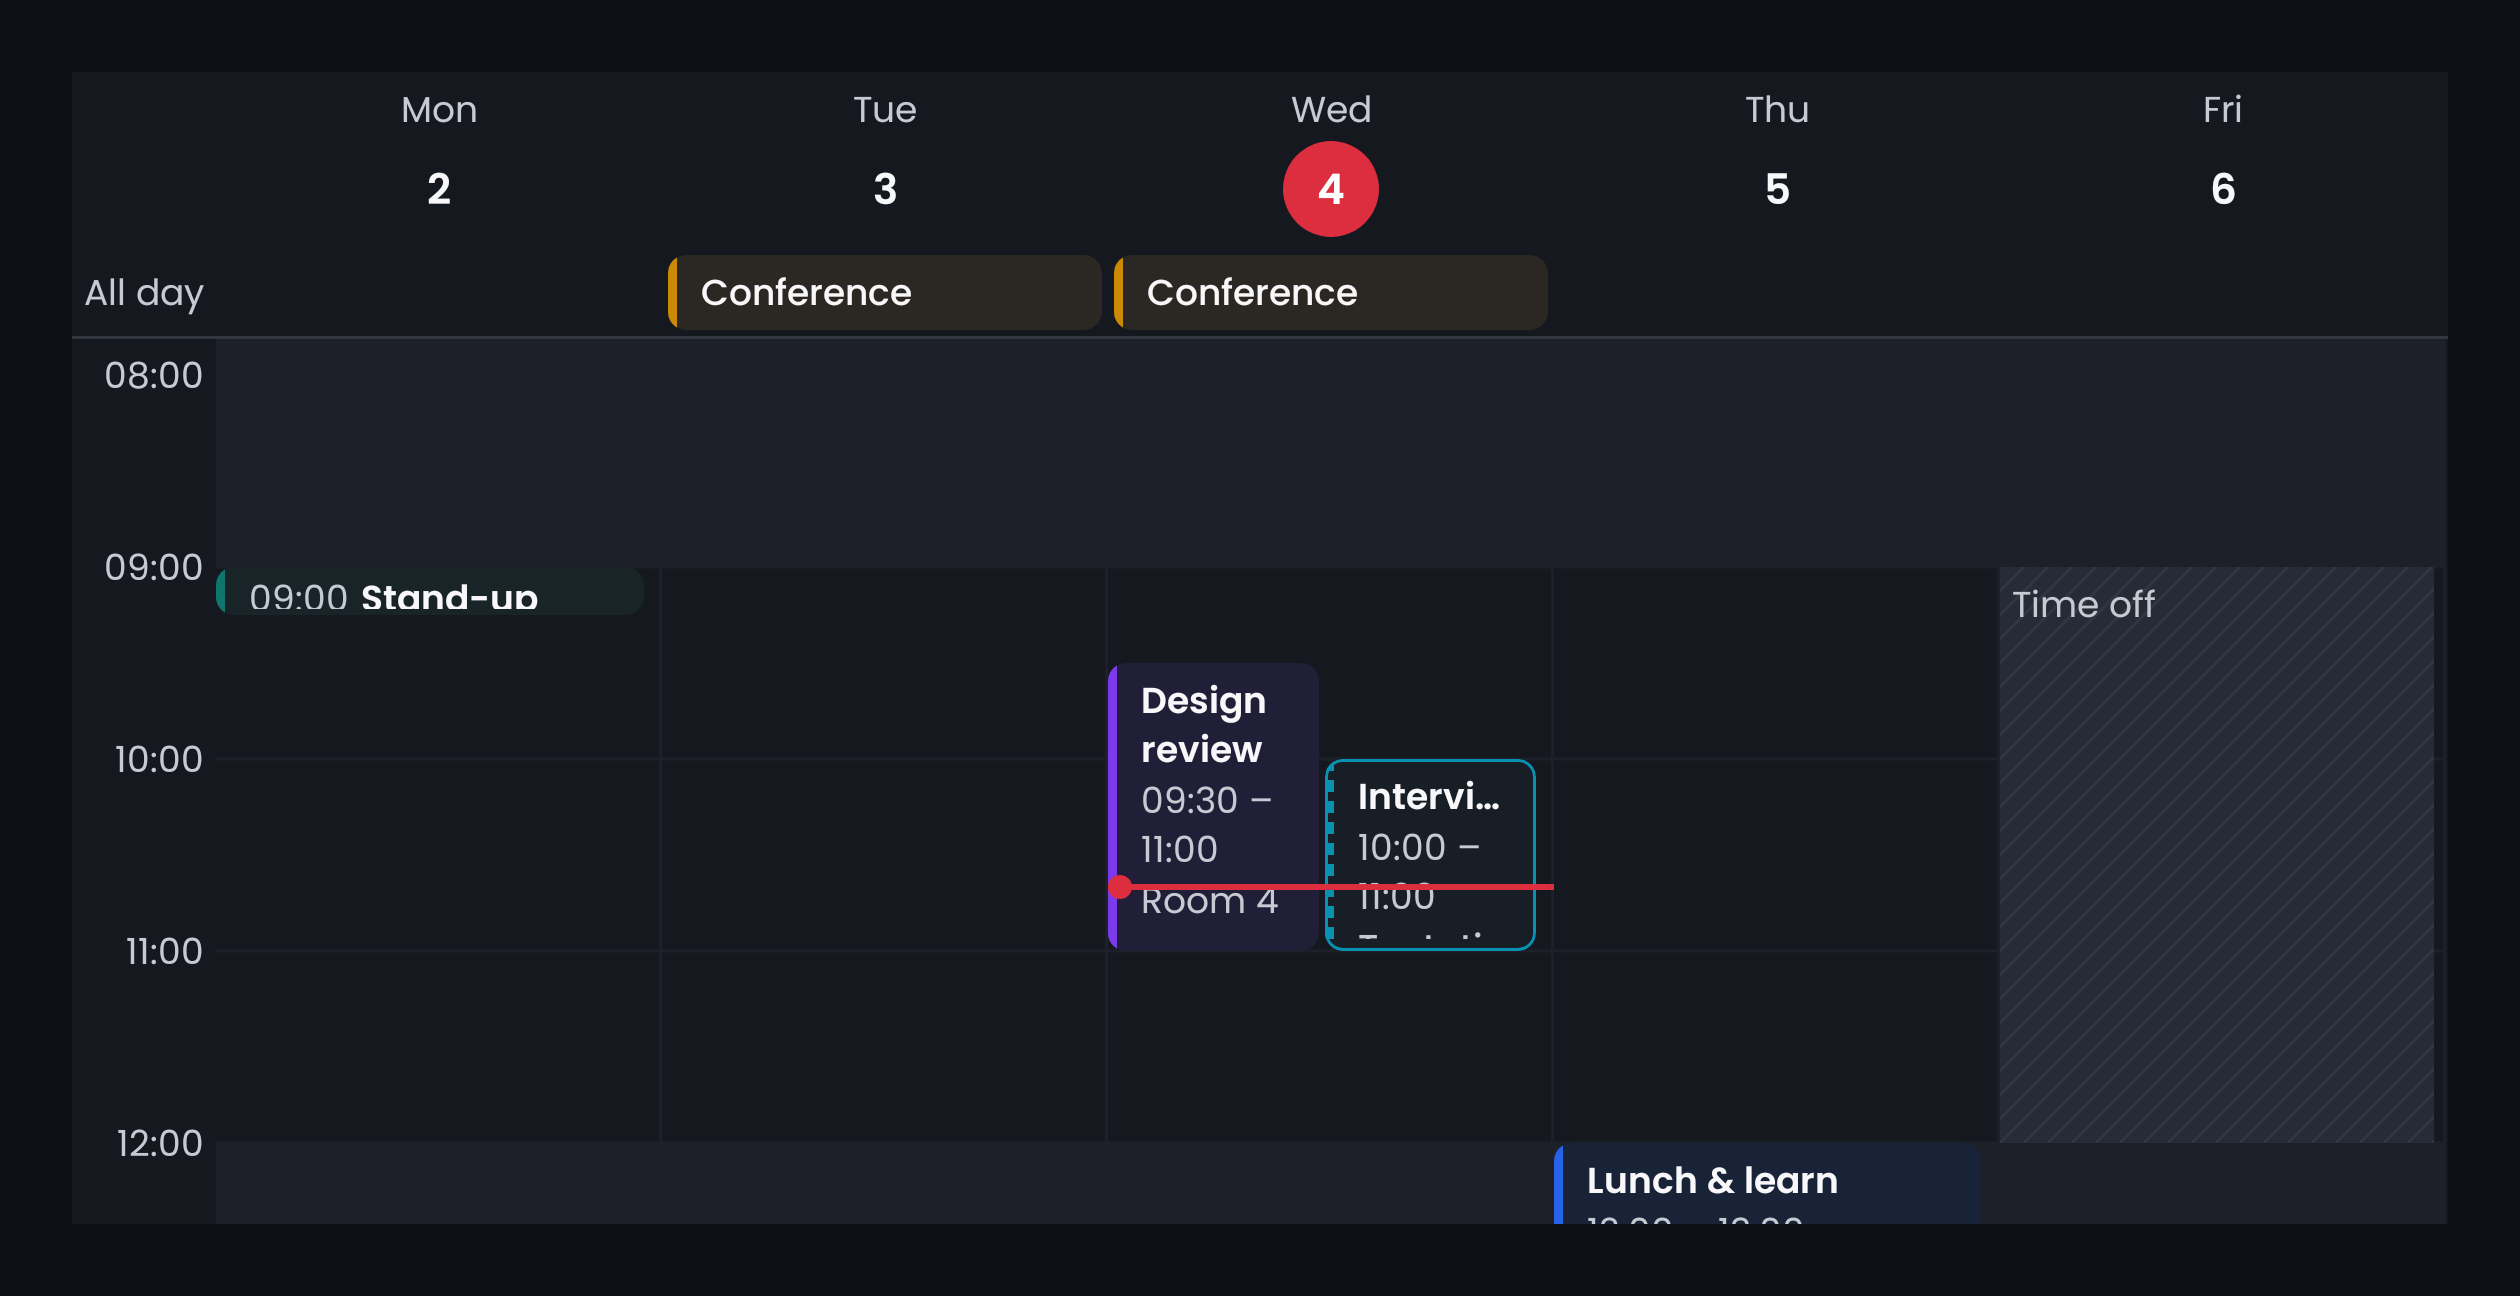 Mon
Tue
Wed
Thu
Fri
2
3
4
5
6
All day
Conference
Conference
08:00
09:00
09:00 Stand-up
Time off
Design
review
09:30 –
11:00
Room 4
10:00
Intervi…
10:00 –
11:00
11:00
12:00
Lunch & learn